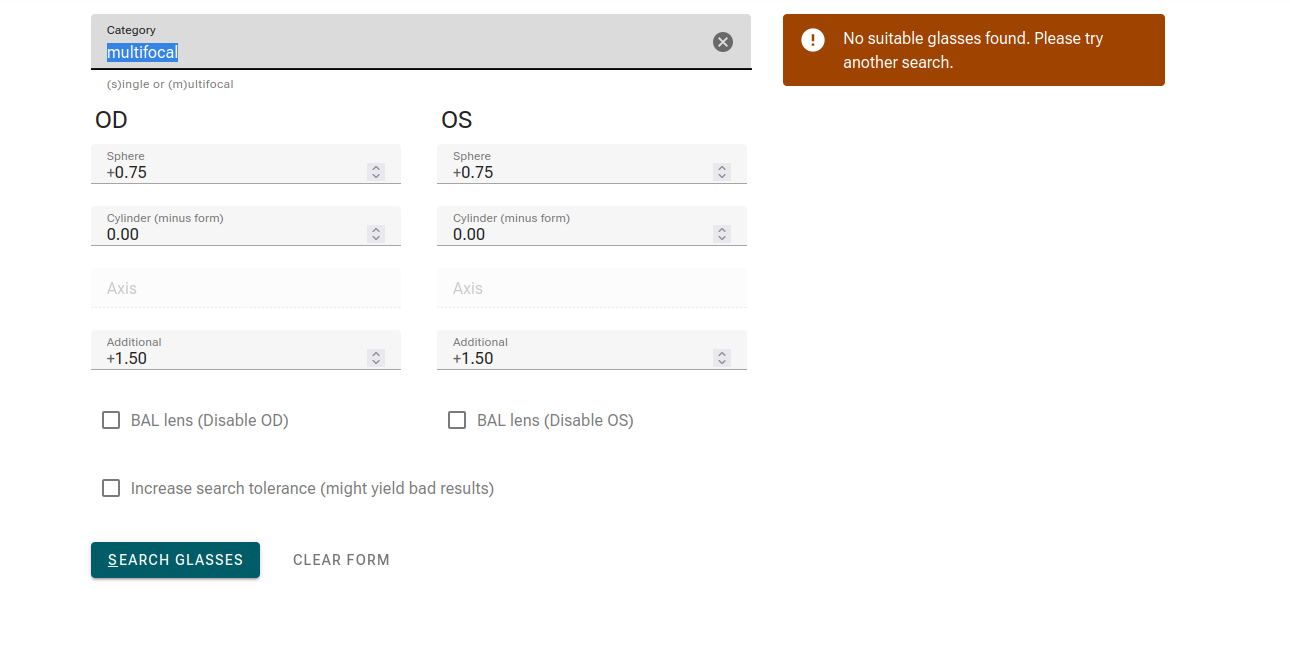 Category
multifocal
(s)ingle or (m)ultifocal
No suitable glasses found. Please try
another search.
OD
OS
Sphere
+0.75
Sphere
+0.75
Cylinder (minus form)
0.00
Cylinder (minus form)
0.00
Axis
Axis
Additional
+1.50
Additional
+1.50
BAL lens (Disable OD)
BAL lens (Disable OS)
Increase search tolerance (might yield bad results)
SEARCH GLASSES
CLEAR FORM